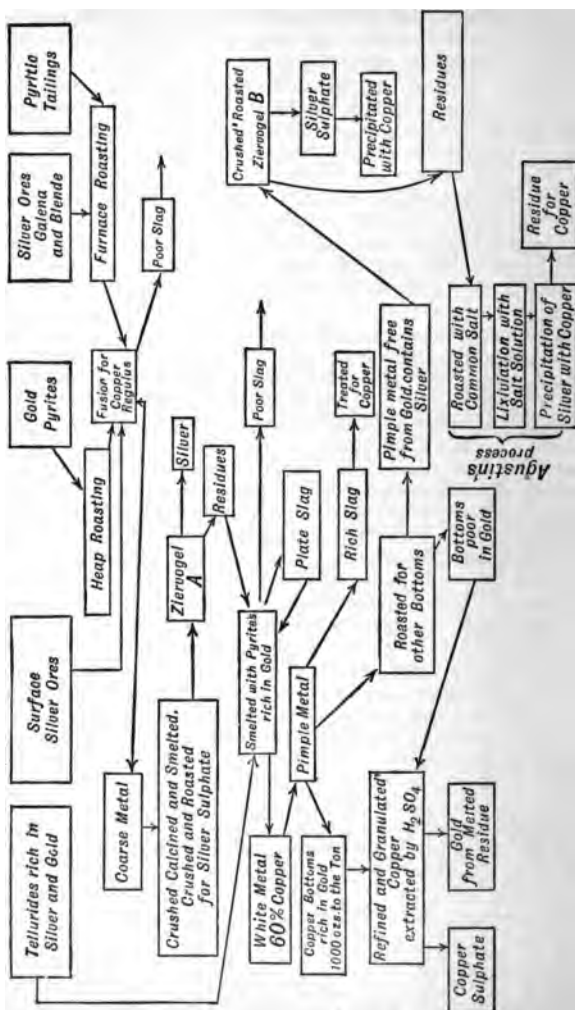 Tellurides rich in
Silver and Gold
Surface
Silver Ores
Gold
Pyrites
Silver Ores
Galena
and Blende
Pyritic
Tailings
Heap Roasting
Furnace Roasting
Fusion for
Copper
Regulus
Poor Slag
Coarse Metal
Crushed Calcined and Smelted.
Crushed and Roasted
for Silver Sulphate
Ziervogel
A
Silver
Residues
Smelted with Pyrites
rich in Gold
Poor Slag
Plate Slag
White Metal
60% Copper
Pimple Metal
Rich Slag
Treated for
Copper
Copper Bottoms
rich in Gold
1000 ozs. to the Ton
Roasted for
other Bottoms
Pimple metal free
from Gold, contains
Silver
Crushed Roasted
Ziervogel B
Silver
Sulphate
Precipitated
with Copper
Residues
Refined and Granulated
Copper
extracted by H2SO4
Bottoms
poor
in Gold
Copper
Sulphate
Gold
from Melted
Residue
Agustin's
process
Roasted with
Common Salt
Lixiviation with
Salt Solution
Precipitation of
Silver with Copper
Residue
for
Copper